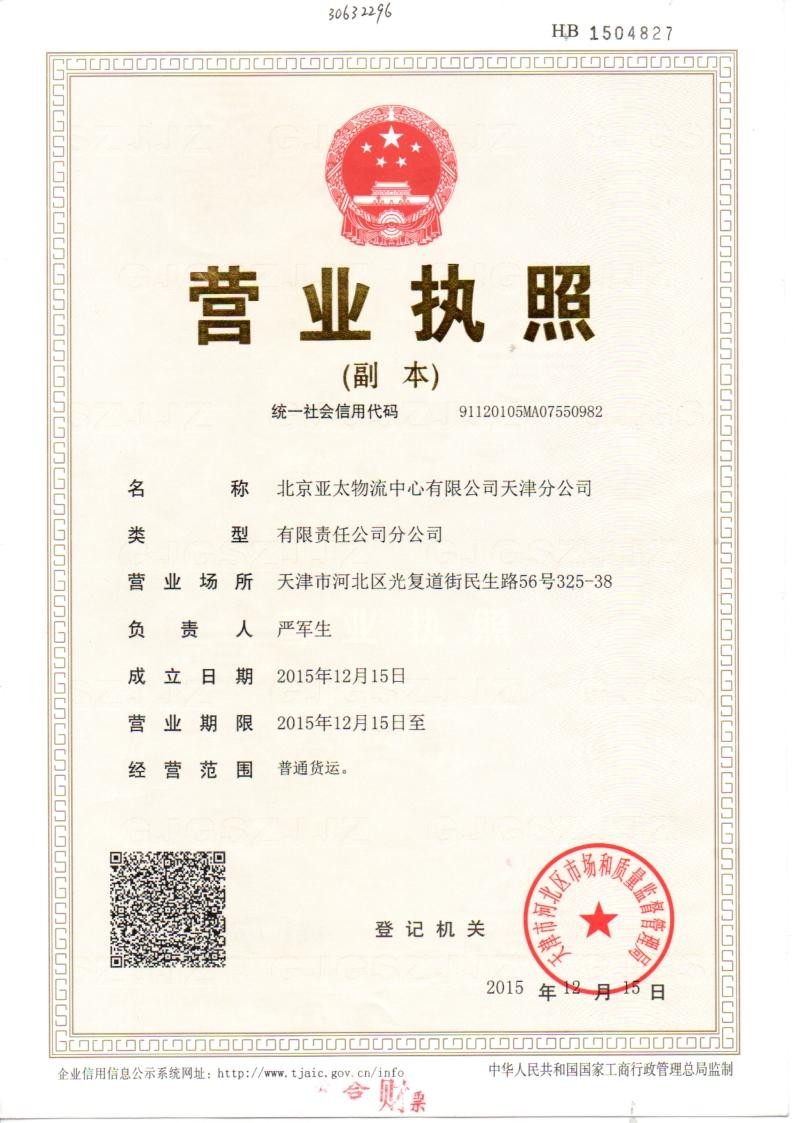 30632296
HB 1504827
营业执照
(副 本)
统一社会信用代码 91120105MA07550982
名 称 北京亚太物流中心有限公司天津分公司
类 型 有限责任公司分公司
营业场所 天津市河北区光复道街民生路56号325-38
负 责 人 严军生
成立日期 2015年12月15日
营业期限 2015年12月15日至
经营范围 普通货运。
天津市河北区市场和质量监督管理局
登记机关
2015 年 12 月 15 日
企业信用信息公示系统网址：http://www.tjaic.gov.cn/info
中华人民共和国国家工商行政管理总局监制
合 财 票